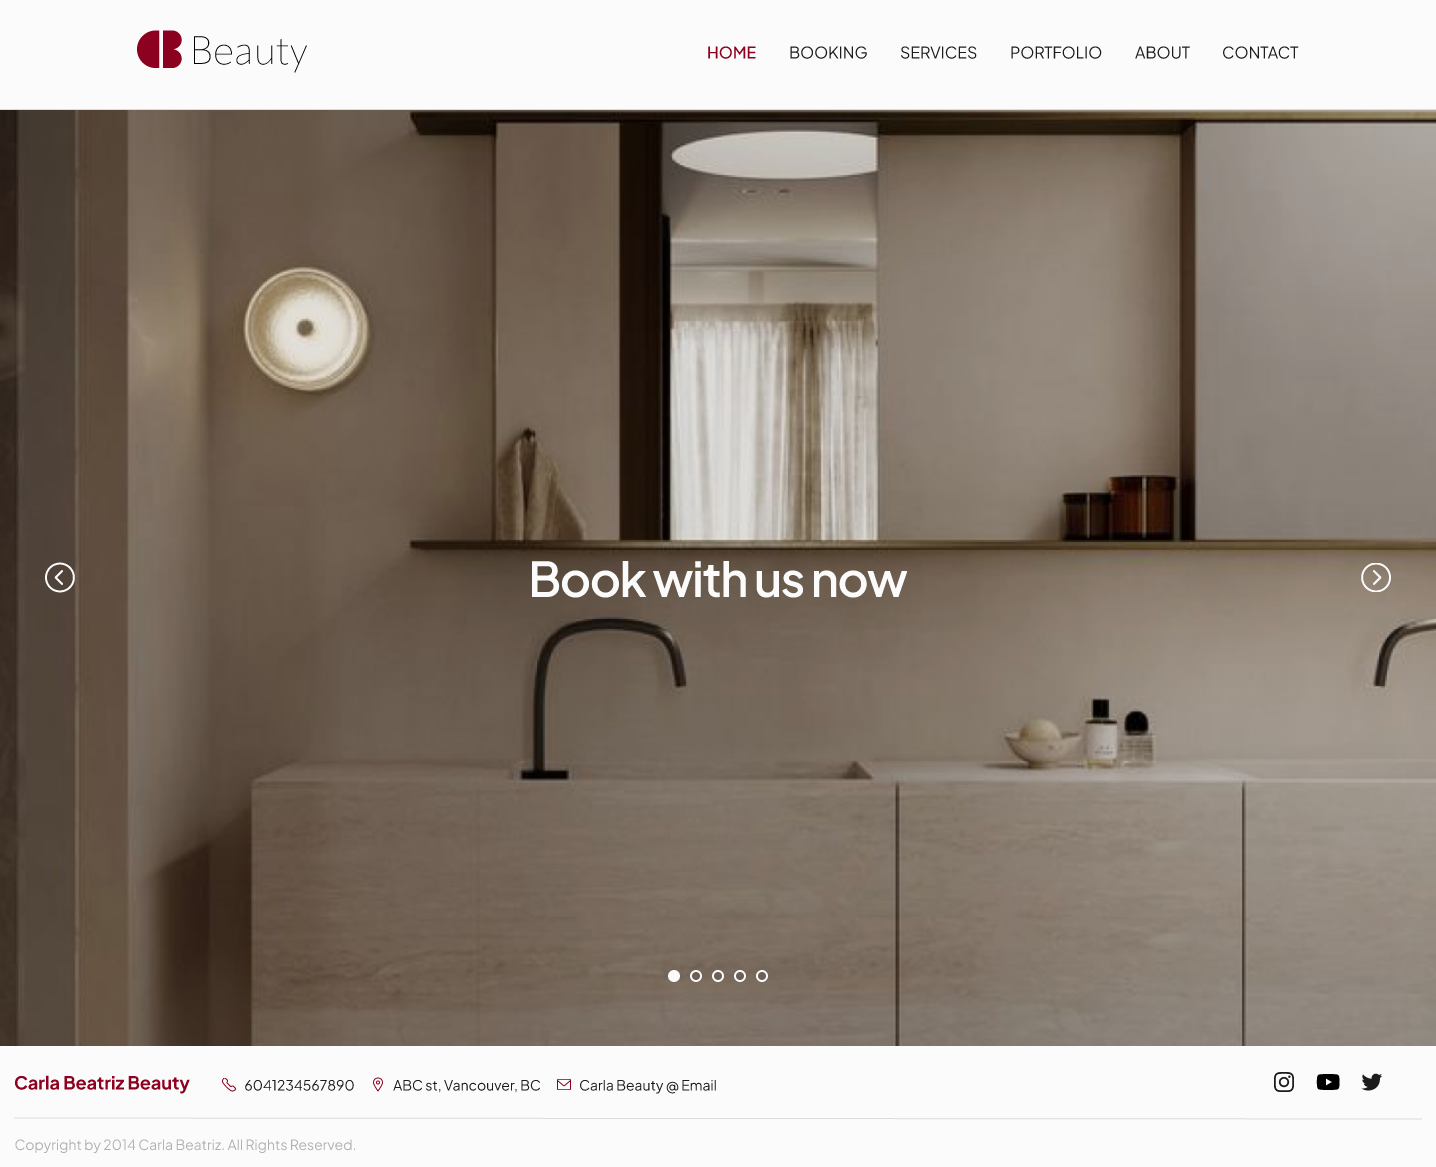 CB Beauty
HOME BOOKING SERVICES PORTFOLIO ABOUT CONTACT
Book with us now
Carla Beatriz Beauty 6041234567890 ABC st, Vancouver, BC Carla Beauty @ Email
Copyright by 2014 Carla Beatriz. All Rights Reserved.